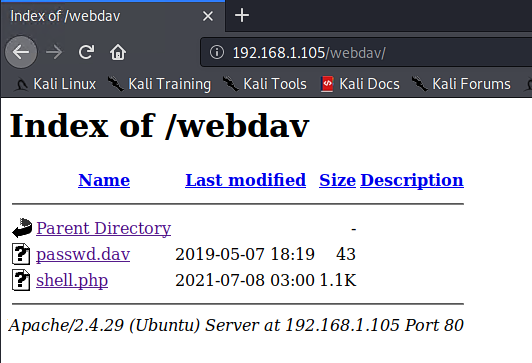 Index of /webdav
192.168.1.105/webdav/
Kali Linux Kali Training Kali Tools Kali Docs Kali Forums
Index of /webdav
Name Last modified Size Description
Parent Directory -
passwd.dav 2019-05-07 18:19 43
shell.php 2021-07-08 03:00 1.1K
Apache/2.4.29 (Ubuntu) Server at 192.168.1.105 Port 80